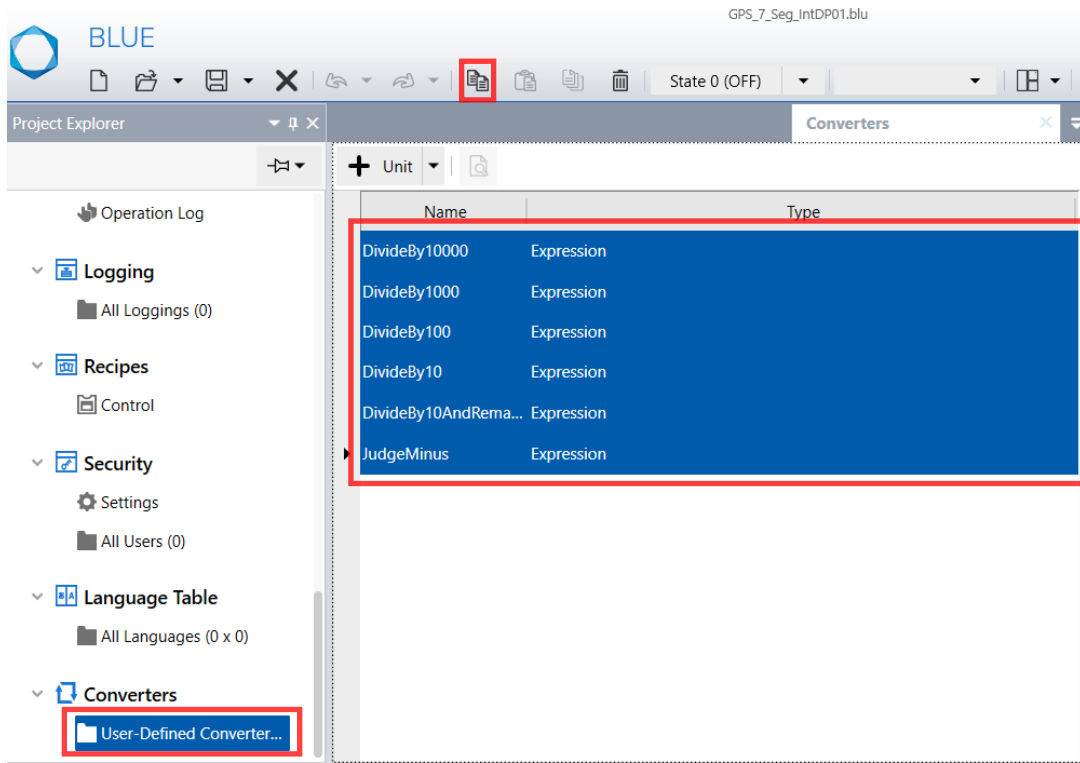 GPS_7_Seg_IntDP01.blu
BLUE
State 0 (OFF)
Project Explorer
Converters
Unit
Name Type
Operation Log
DivideBy10000 Expression
Logging
DivideBy1000 Expression
All Loggings (0)
DivideBy100 Expression
Recipes
DivideBy10 Expression
Control
DivideBy10AndRema... Expression
Security
JudgeMinus Expression
Settings
All Users (0)
Language Table
All Languages (0 x 0)
Converters
User-Defined Converter...